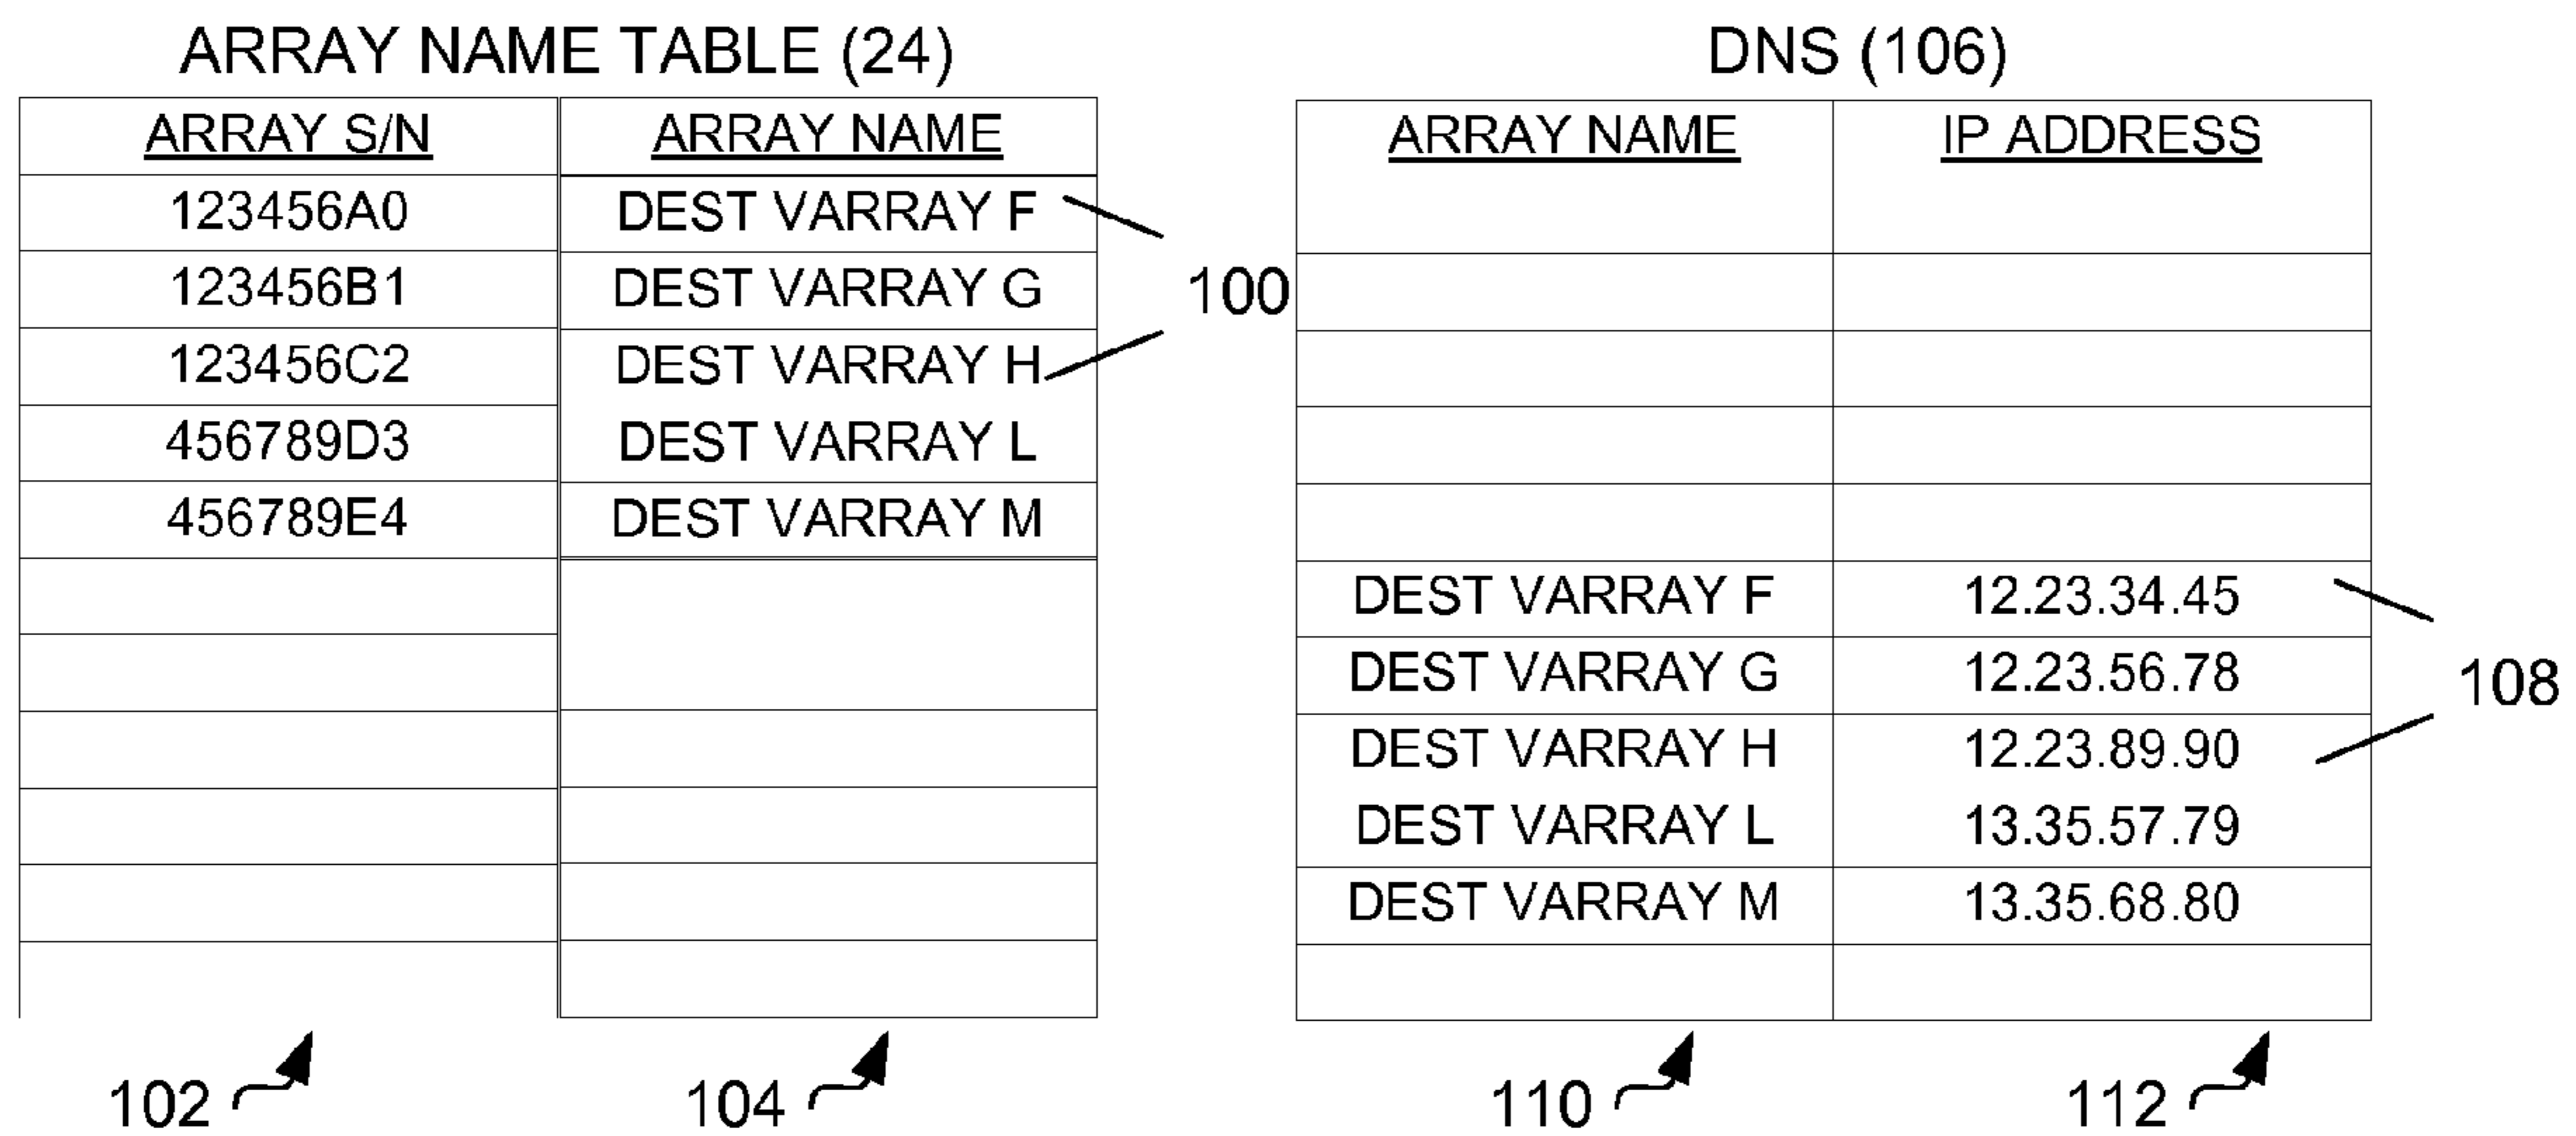 ARRAY NAME TABLE (24)
ARRAY S/N ARRAY NAME
123456A0 DEST VARRAY F
123456B1 DEST VARRAY G
123456C2 DEST VARRAY H
456789D3 DEST VARRAY L
456789E4 DEST VARRAY M
100
102
104
DNS (106)
ARRAY NAME IP ADDRESS
DEST VARRAY F 12.23.34.45
DEST VARRAY G 12.23.56.78
DEST VARRAY H 12.23.89.90
DEST VARRAY L 13.35.57.79
DEST VARRAY M 13.35.68.80
108
110
112